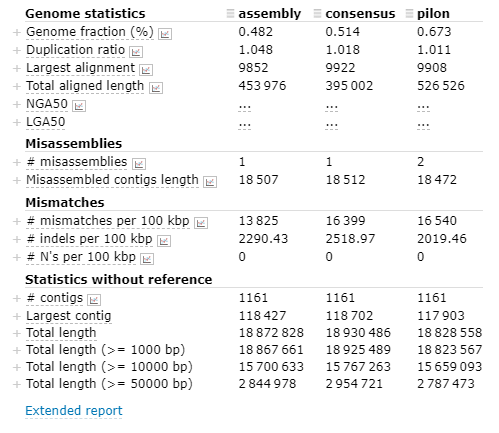 Genome statistics assembly consensus pilon
Genome fraction (%) 0.482 0.514 0.673
Duplication ratio 1.048 1.018 1.011
Largest alignment 9852 9922 9908
Total aligned length 453 976 395 002 526 526
NGA50 ... ... ...
LGA50 ... ... ...
Misassemblies
# misassemblies 1 1 2
Misassembled contigs length 18 507 18 512 18 472
Mismatches
# mismatches per 100 kbp 13 825 16 399 16 540
# indels per 100 kbp 2290.43 2518.97 2019.46
# N's per 100 kbp 0 0 0
Statistics without reference
# contigs 1161 1161 1161
Largest contig 118 427 118 702 117 903
Total length 18 872 828 18 930 486 18 828 558
Total length (>= 1000 bp) 18 867 661 18 925 489 18 823 567
Total length (>= 10000 bp) 15 700 633 15 767 263 15 659 093
Total length (>= 50000 bp) 2 844 978 2 954 721 2 787 473
Extended report